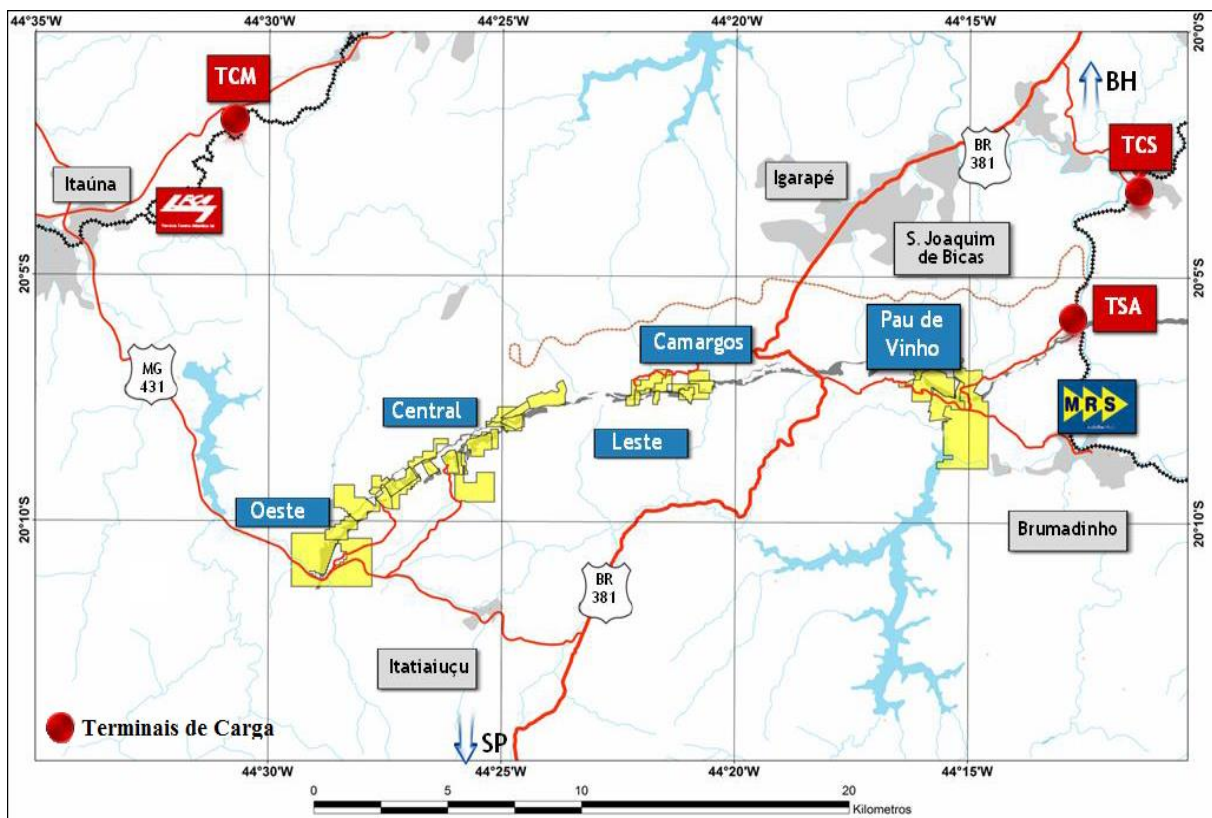 44°35'W
44°30'W
44°25'W
44°20'W
44°15'W
20°0'S
TCM
BH
BR
381
TCS
Itaúna
Igarapé
S. Joaquim
de Bicas
20°5'S
20°5'S
TSA
Pau de
Vinho
Camargos
MG
431
Central
MRS
Leste
Oeste
20°10'S
20°10'S
Brumadinho
BR
381
Itatiaiuçu
Terminais de Carga
SP
44°30'W
44°25'W
44°20'W
44°15'W
0
5
10
20
Kilometros